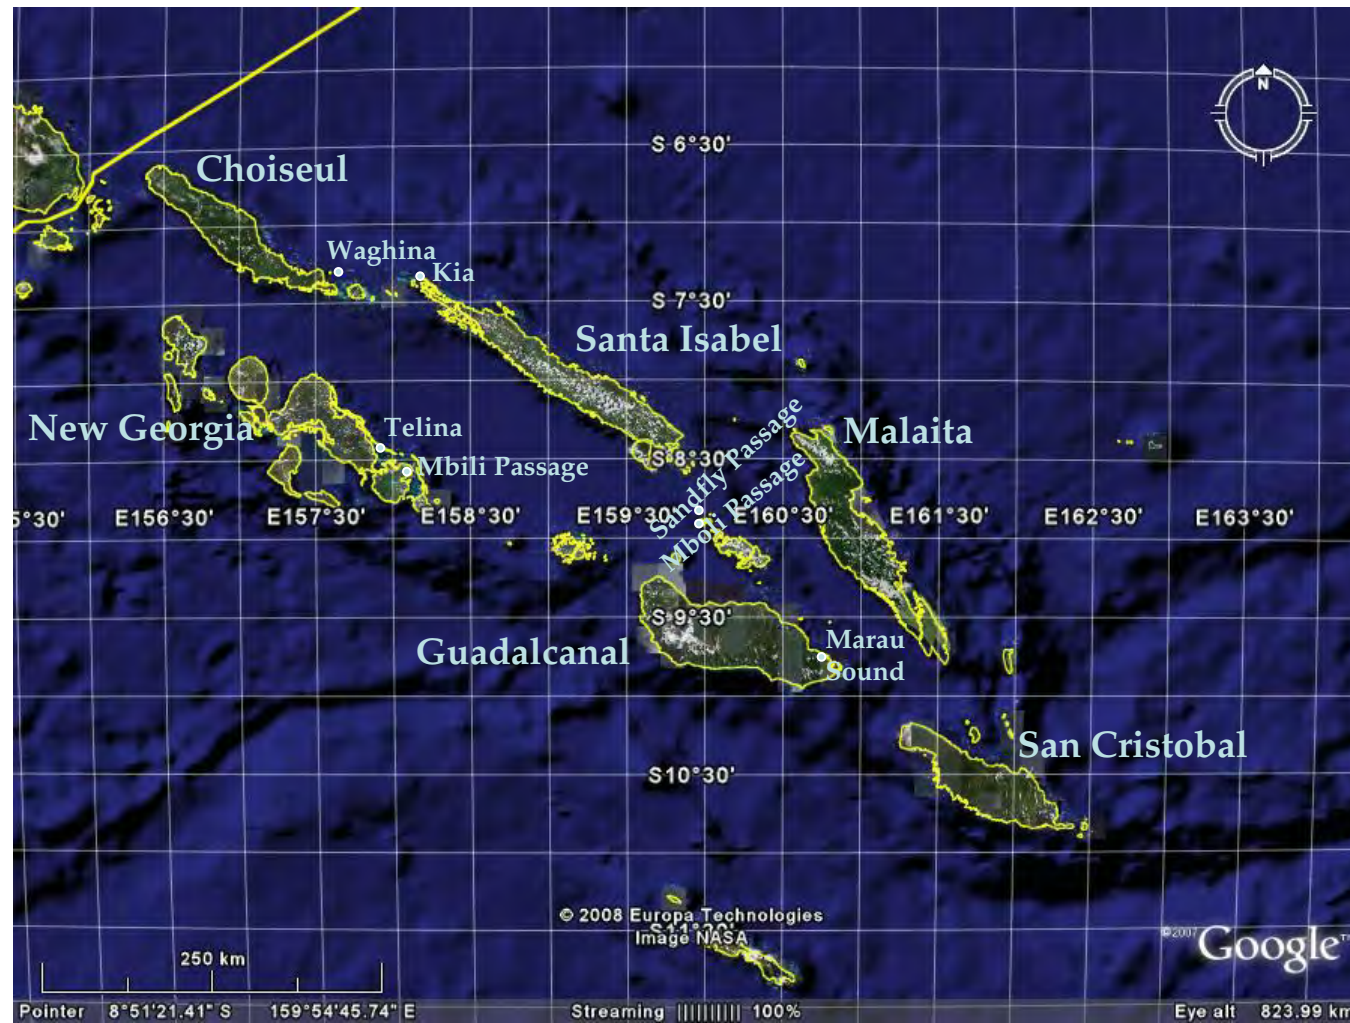 N
S 6°30'
Choiseul
Waghina
Kia
S 7°30'
Santa Isabel
New Georgia
Telina
Mbili Passage
Malaita
S 8°30'
Sandfly Passage
Mboli Passage
5°30'
E156°30'
E157°30'
E158°30'
E159°30'
E160°30'
E161°30'
E162°30'
E163°30'
S 9°30'
Guadalcanal
Marau
Sound
San Cristobal
S10°30'
© 2008 Europa Technologies
Image NASA
S11°30'
©2007 Google™
250 km
Pointer 8°51'21.41" S 159°54'45.74" E Streaming ||||||||| 100% Eye alt 823.99 km